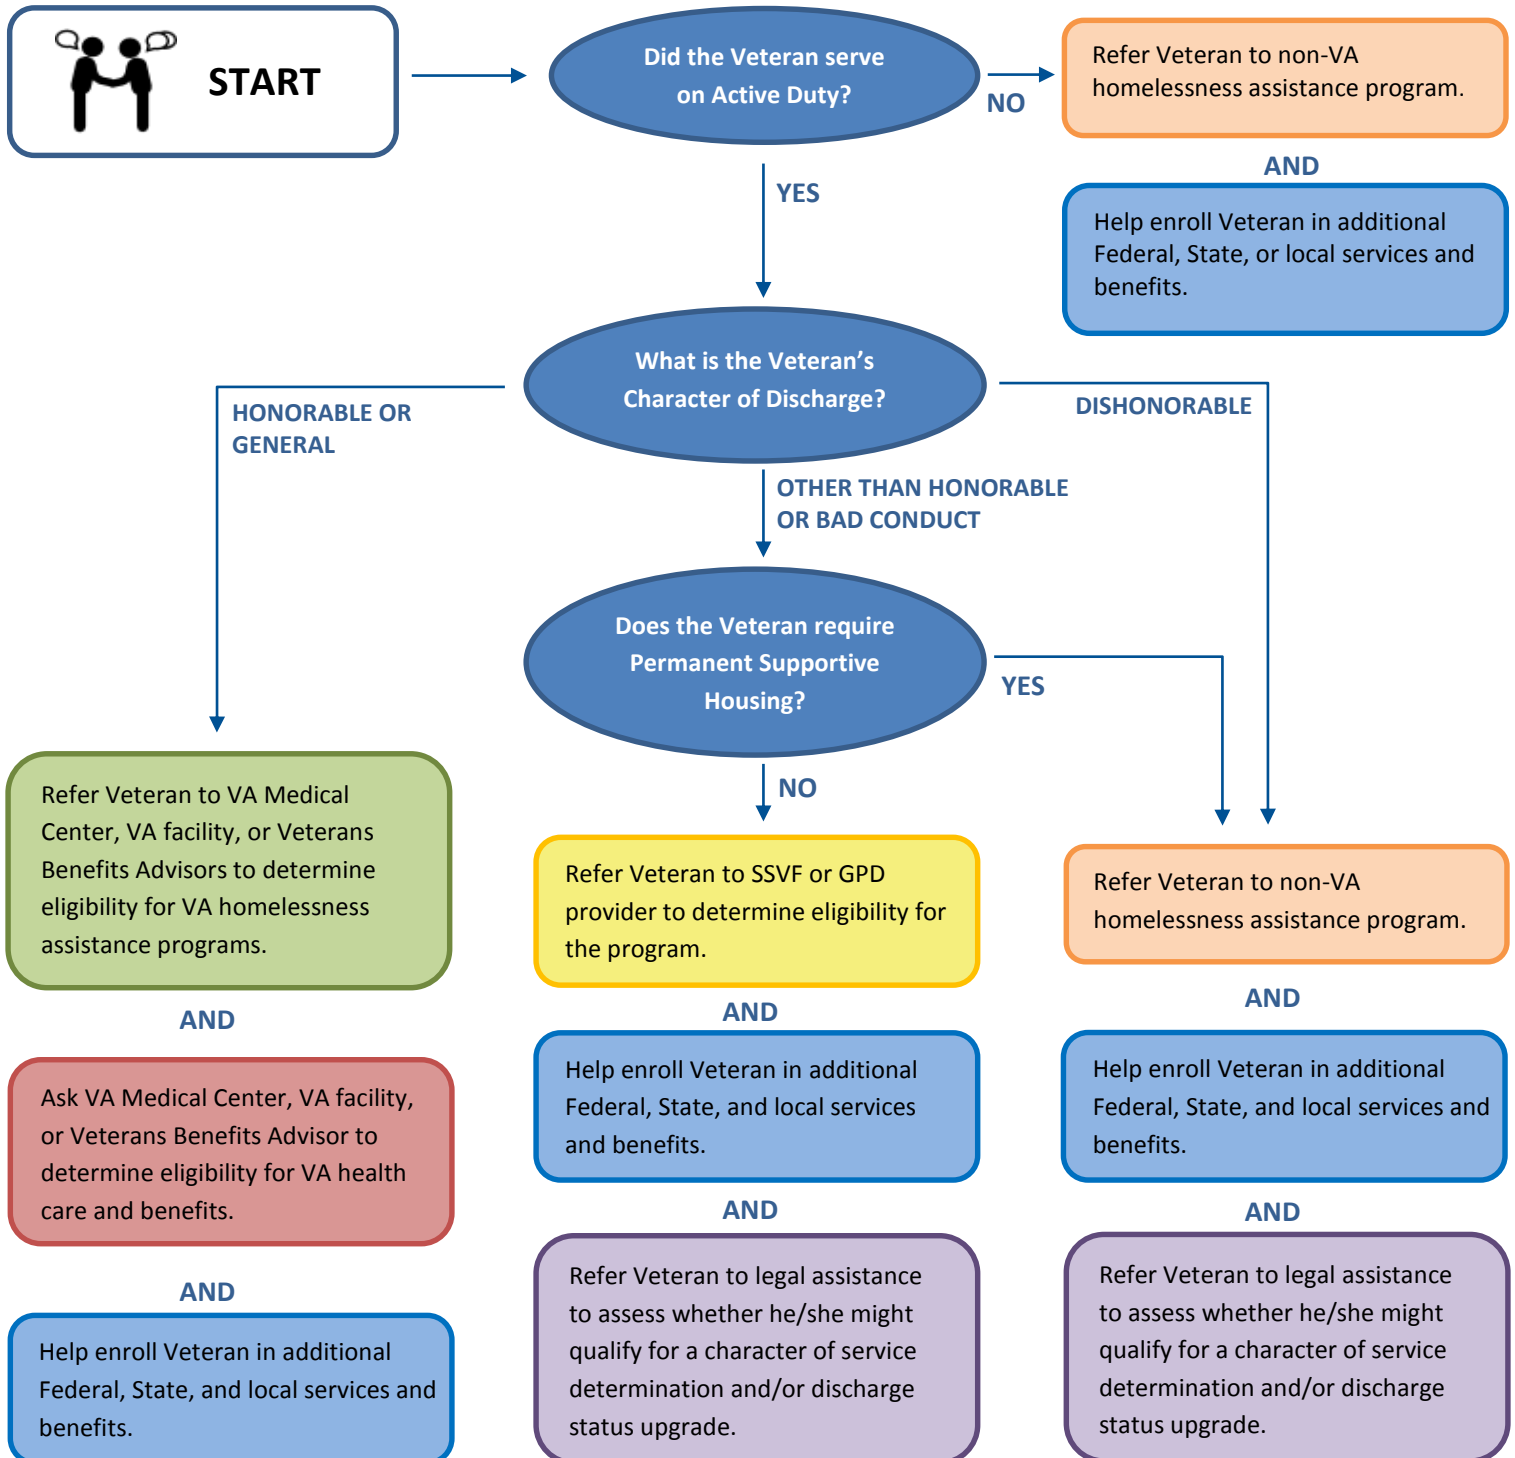 START
Did the Veteran serve
on Active Duty?
NO
Refer Veteran to non-VA
homelessness assistance program.
AND
Help enroll Veteran in additional
Federal, State, or local services and
benefits.
YES
What is the Veteran’s
Character of Discharge?
HONORABLE OR
GENERAL
DISHONORABLE
OTHER THAN HONORABLE
OR BAD CONDUCT
Does the Veteran require
Permanent Supportive
Housing?
YES
NO
Refer Veteran to VA Medical
Center, VA facility, or Veterans
Benefits Advisors to determine
eligibility for VA homelessness
assistance programs.
AND
Ask VA Medical Center, VA facility,
or Veterans Benefits Advisor to
determine eligibility for VA health
care and benefits.
AND
Help enroll Veteran in additional
Federal, State, and local services and
benefits.
Refer Veteran to SSVF or GPD
provider to determine eligibility for
the program.
AND
Help enroll Veteran in additional
Federal, State, and local services
and benefits.
AND
Refer Veteran to legal assistance
to assess whether he/she might
qualify for a character of service
determination and/or discharge
status upgrade.
Refer Veteran to non-VA
homelessness assistance program.
AND
Help enroll Veteran in additional
Federal, State, and local services and
benefits.
AND
Refer Veteran to legal assistance
to assess whether he/she might
qualify for a character of service
determination and/or discharge
status upgrade.